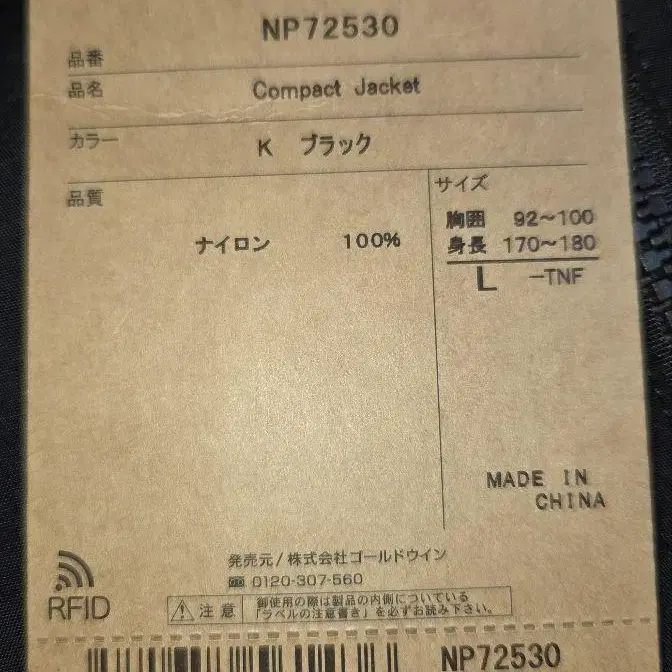 NP72530
品番
品名 Compact Jacket
カラー K ブラック
品質
ナイロン 100%
サイズ
胸囲 92~100
身長 170~180
L -TNF
MADE IN
CHINA
発売元/株式会社ゴールドウイン
0120-307-560
RFID
注意
御使用の際は製品の内側についている
「ラベルの注意書き」を必ずお読み下さい。
NP72530